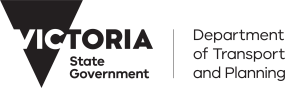 VICTORIA
State
Government
Department
of Transport
and Planning